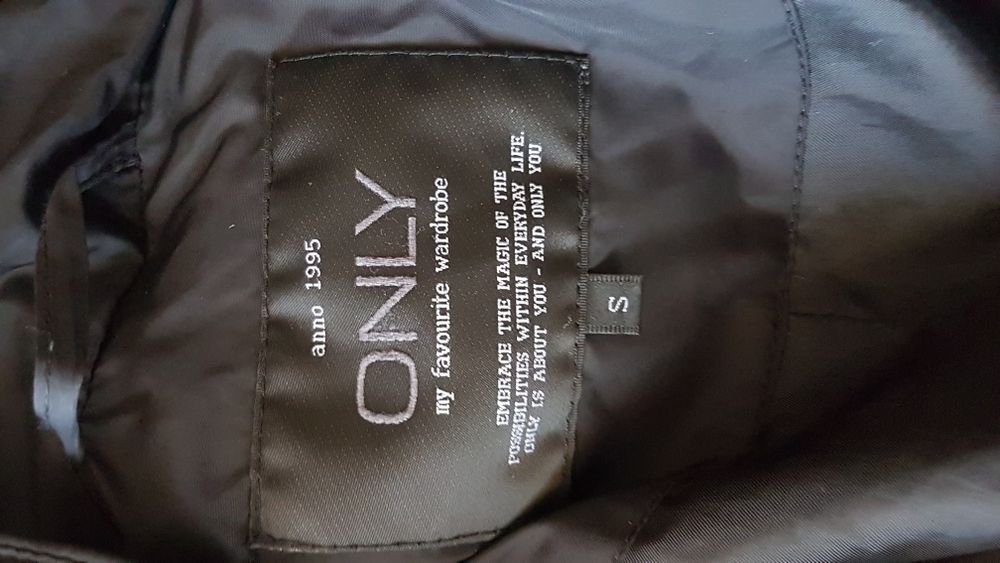 anno 1995
ONLY
my favourite wardrobe
EMBRACE THE MAGIC OF THE
POSSIBILITIES WITHIN EVERYDAY LIFE.
ONLY IS ABOUT YOU - AND ONLY YOU
S